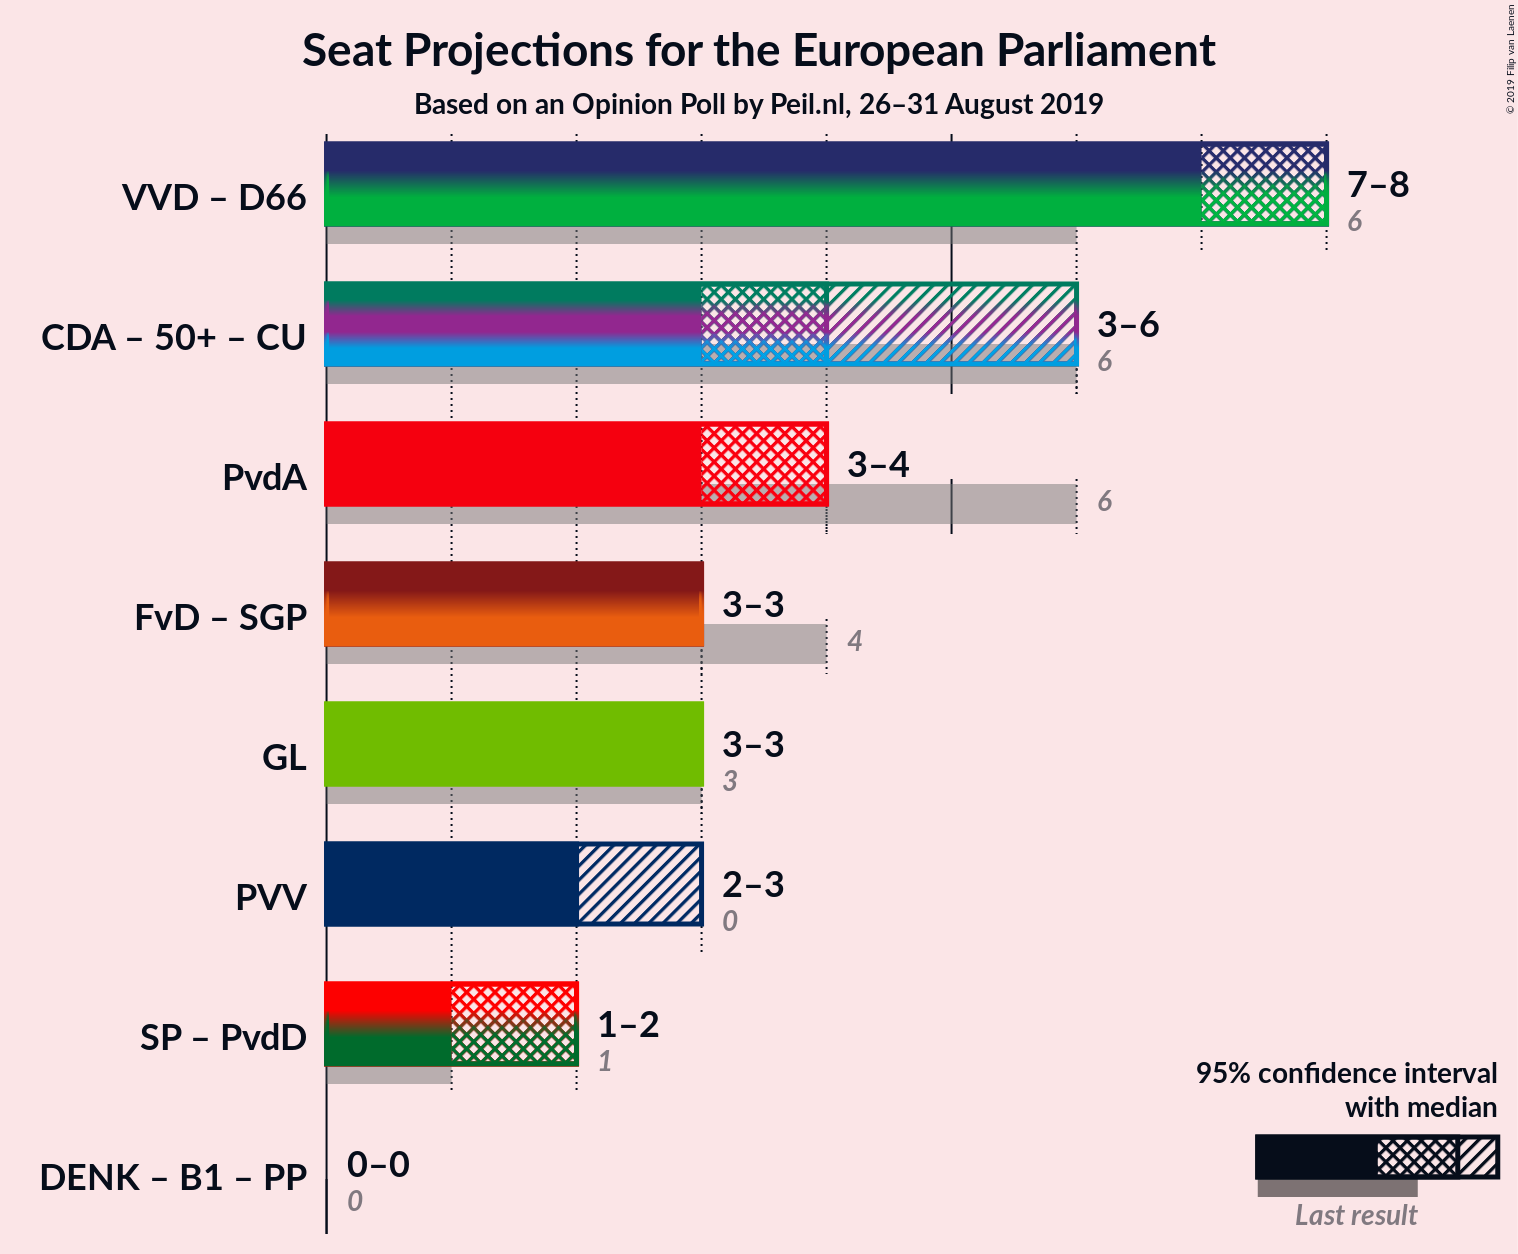 Seat Projections for the European Parliament
Based on an Opinion Poll by Peil.nl, 26–31 August 2019
© 2019 Filip van Laenen
VVD – D66
7–8
6
CDA – 50+ – CU
3–6
6
PvdA
3–4
6
FvD – SGP
3–3
4
GL
3–3
3
PVV
2–3
0
SP – PvdD
1–2
1
DENK – B1 – PP
0–0
0
95% confidence interval
with median
Last result